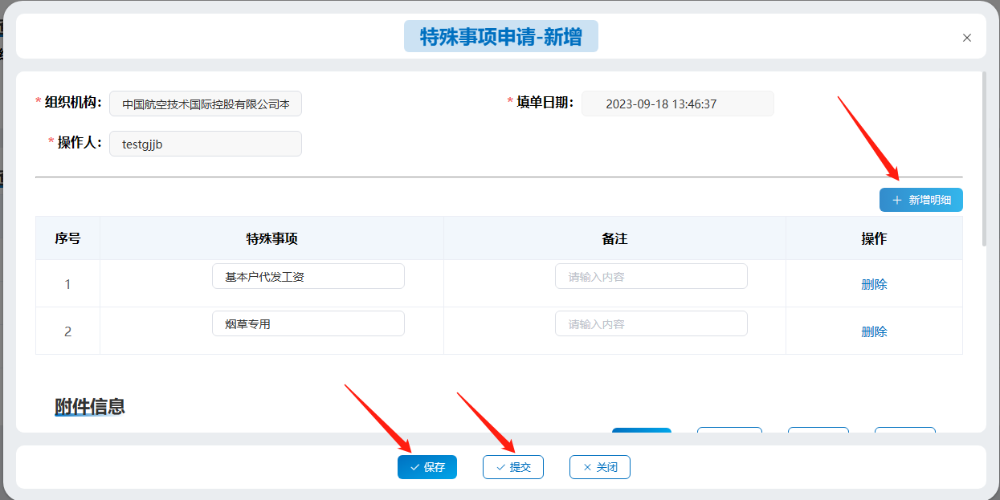 特殊事项申请-新增
* 组织机构： 中国航空技术国际控股有限公司本
* 填单日期： 2023-09-18 13:46:37
* 操作人： testgjjb
新增明细
序号 特殊事项 备注 操作
1 基本户代发工资 请输入内容 删除
2 烟草专用 请输入内容 删除
附件信息
保存 提交 关闭